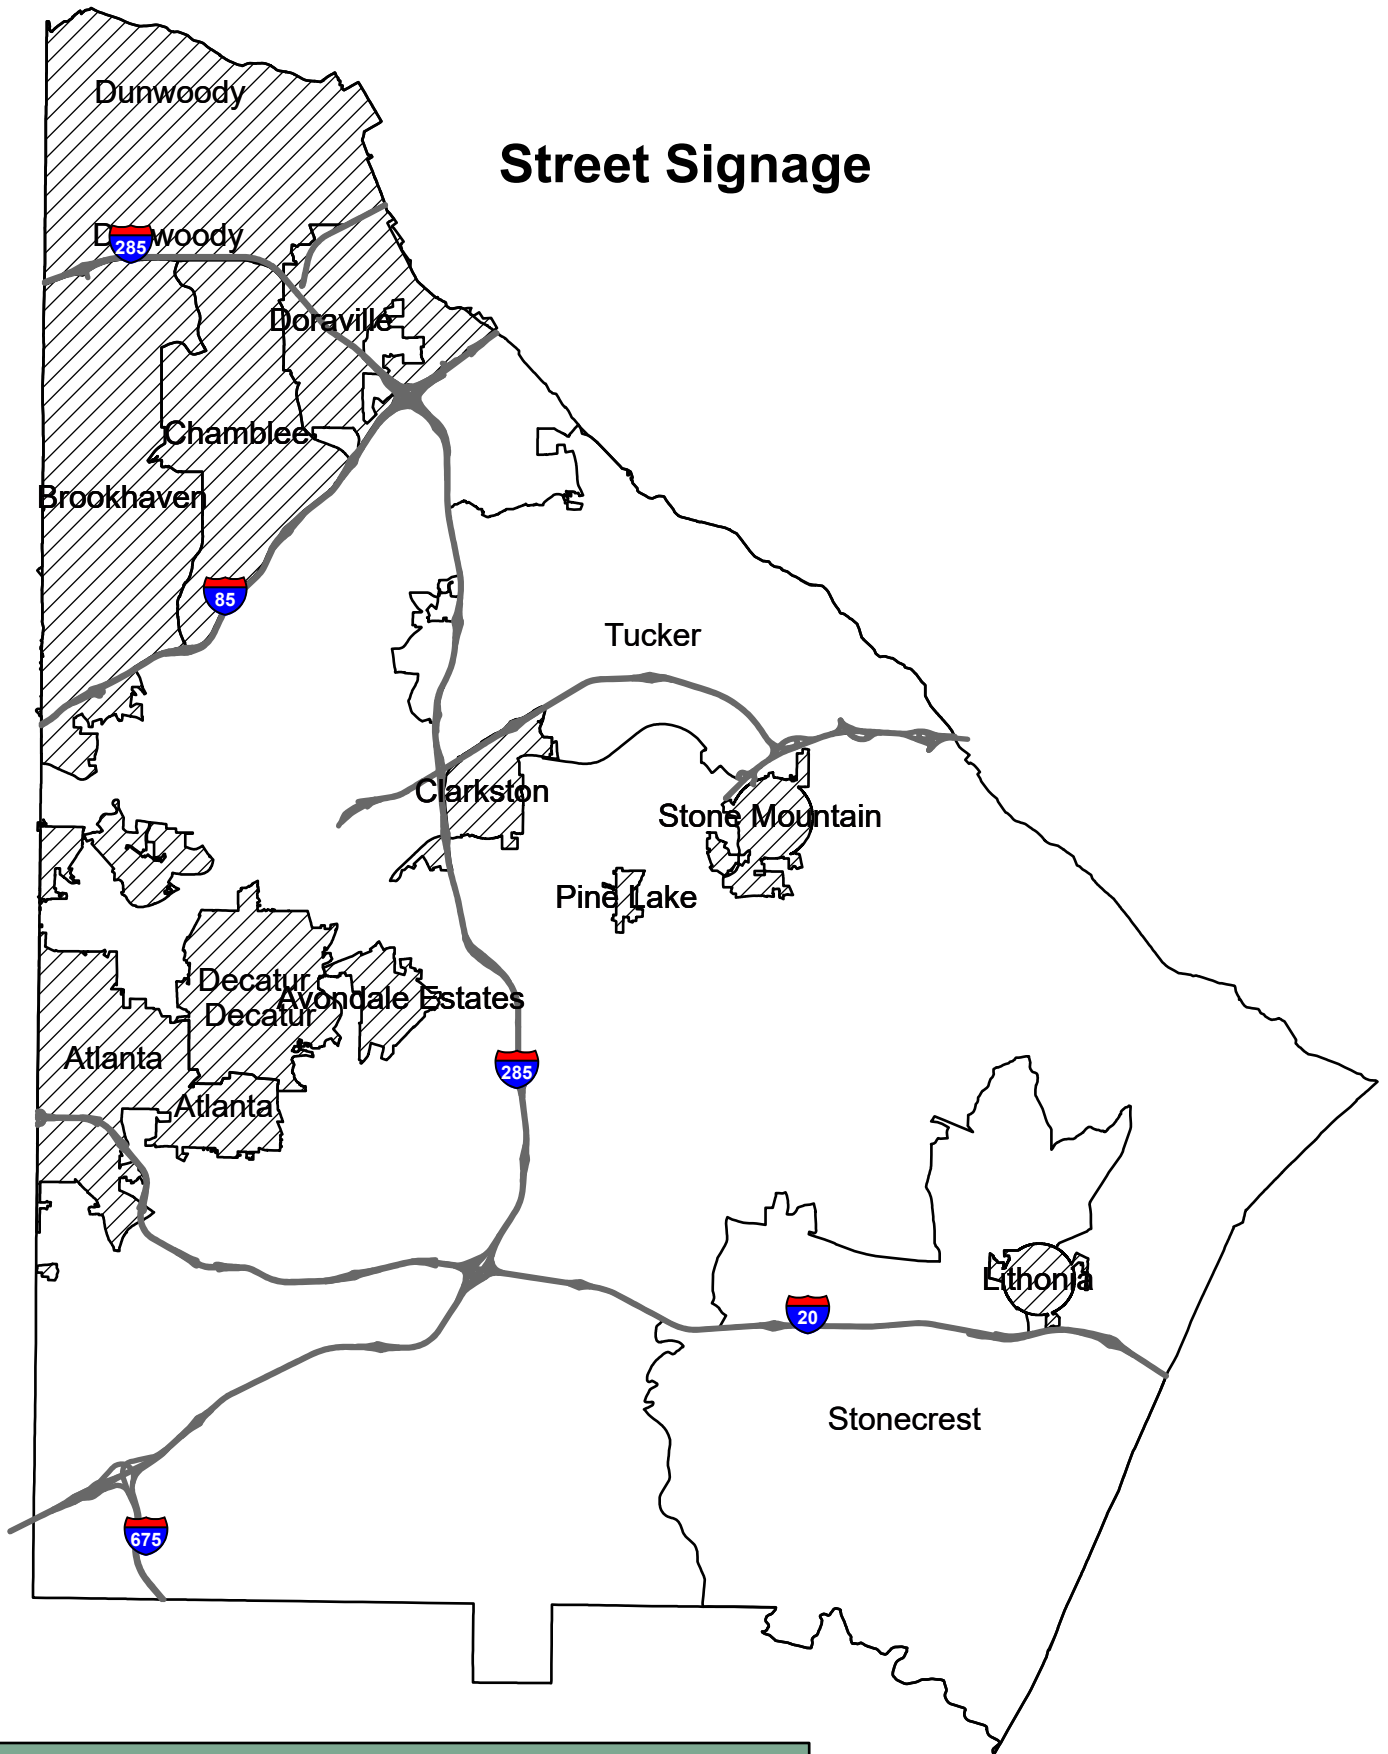 Dunwoody
Street Signage
D woody
285
Doraville
Chamblee
Brookhaven
85
Tucker
Clarkston
Stone Mountain
Pine Lake
Decatur
Avondale Estates
Decatur
Atlanta
285
Atlanta
Lithonia
20
Stonecrest
675